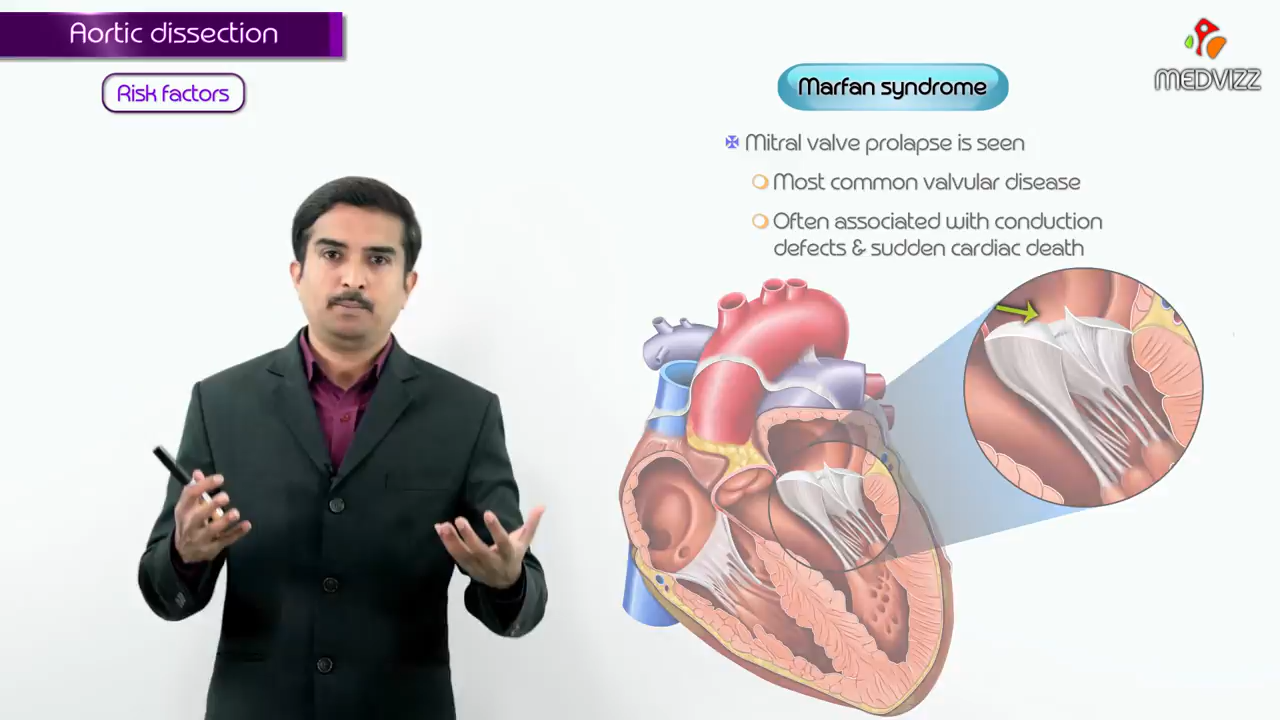 Aortic dissection
Risk factors
MEDVIZZ
Marfan syndrome
Mitral valve prolapse is seen
Most common valvular disease
Often associated with conduction
defects & sudden cardiac death